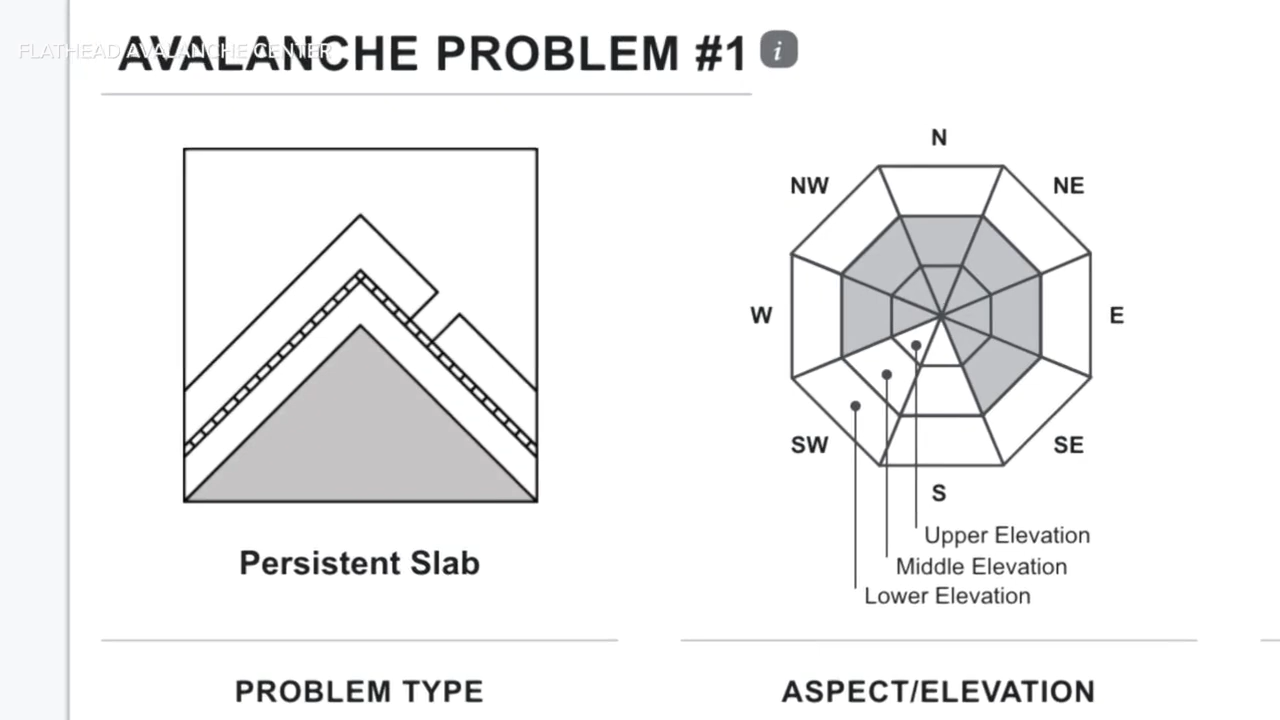 FLATHEAD AVALANCHE CENTER
AVALANCHE PROBLEM #1 i
N
NW
NE
W
E
SW
SE
S
Upper Elevation
Middle Elevation
Lower Elevation
Persistent Slab
PROBLEM TYPE
ASPECT/ELEVATION